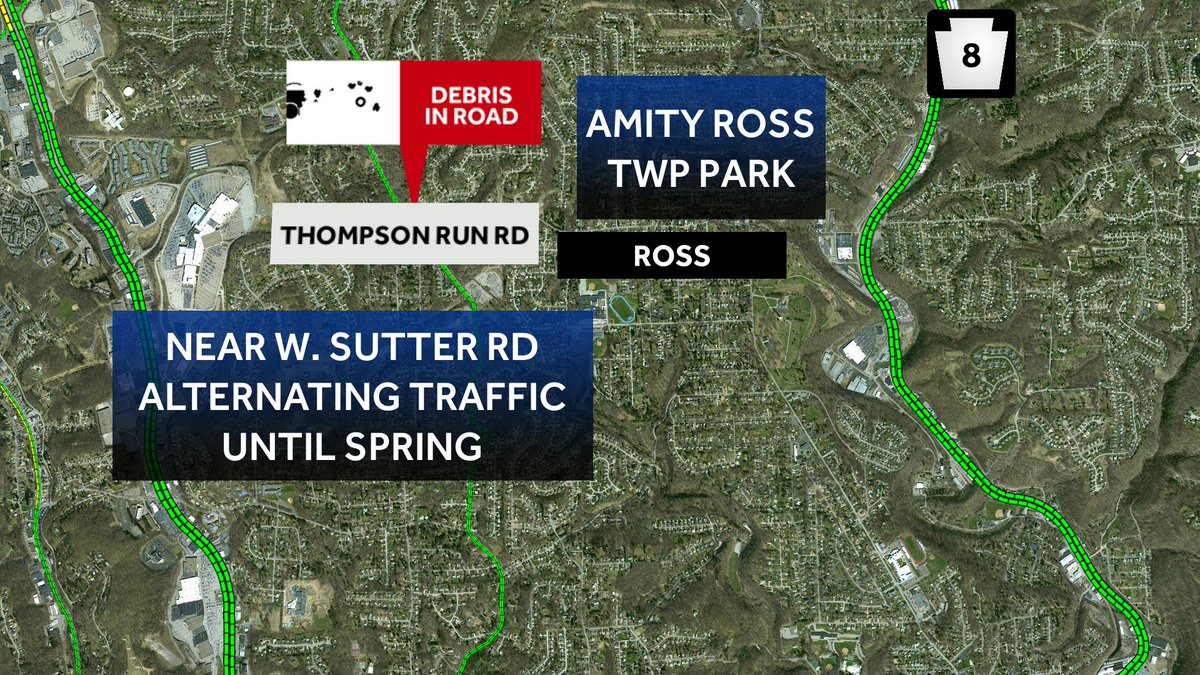 8
DEBRIS
IN ROAD
AMITY ROSS
TWP PARK
THOMPSON RUN RD
ROSS
NEAR W. SUTTER RD
ALTERNATING TRAFFIC
UNTIL SPRING